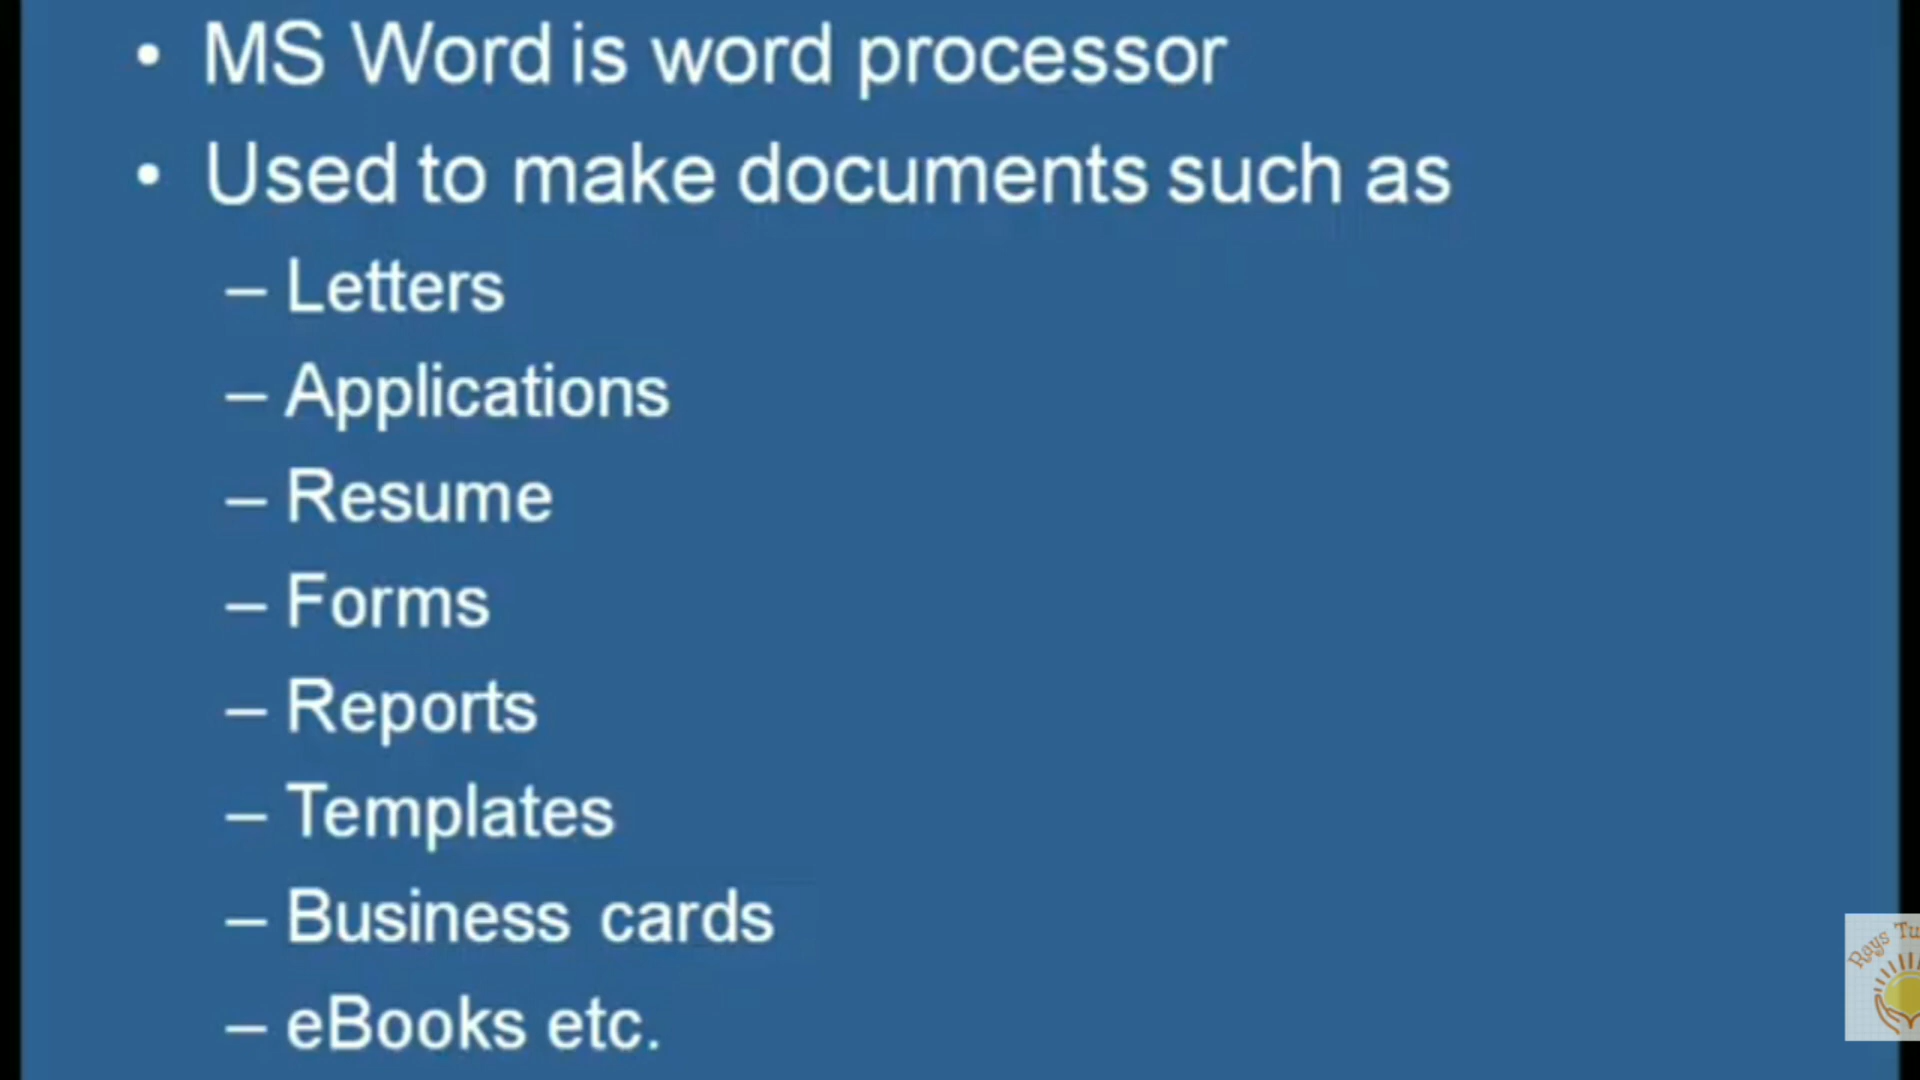 • MS Word is word processor
• Used to make documents such as
– Letters
– Applications
– Resume
– Forms
– Reports
– Templates
– Business cards
– eBooks etc.
Rays